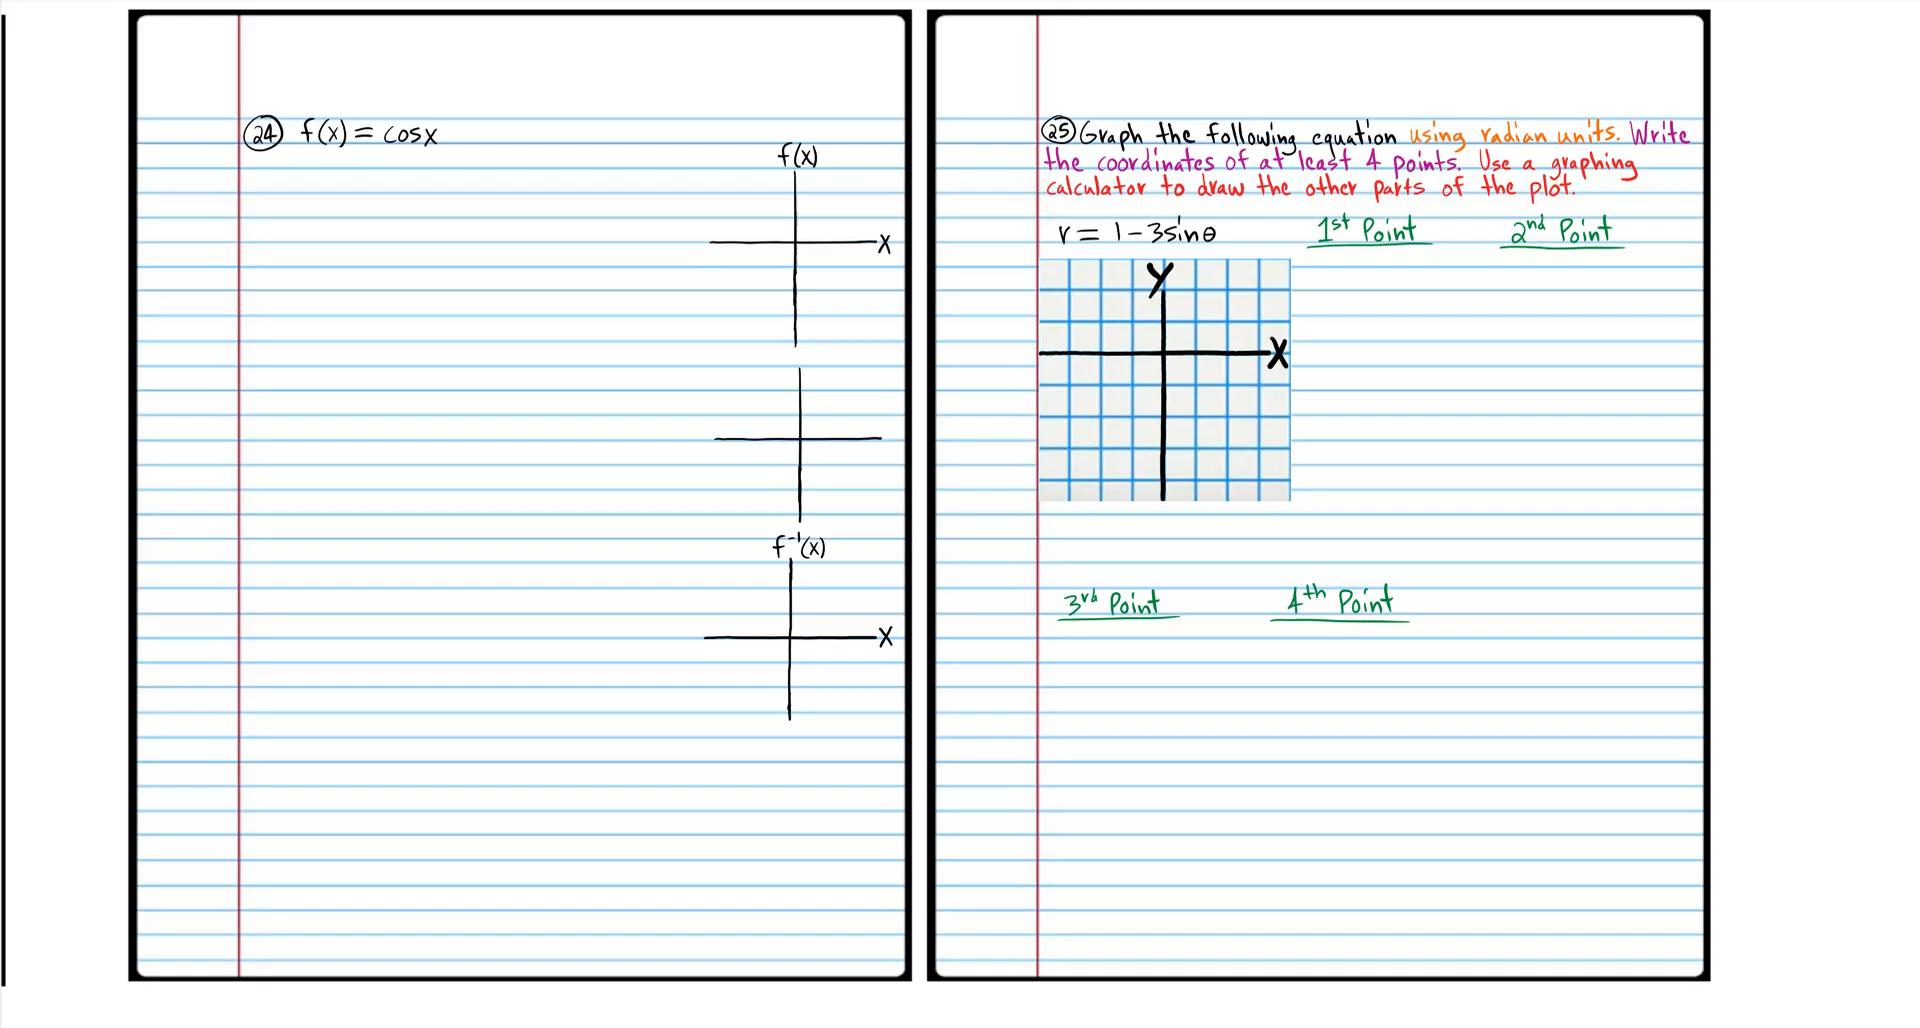 24 f(x) = cosx
f(x)
X
f⁻¹(x)
X
25 Graph the following equation using radian units. Write
the coordinates of at least 4 points. Use a graphing
calculator to draw the other parts of the plot.
r = 1-3sinθ
1st Point
2nd Point
Y
X
3rd Point
4th Point